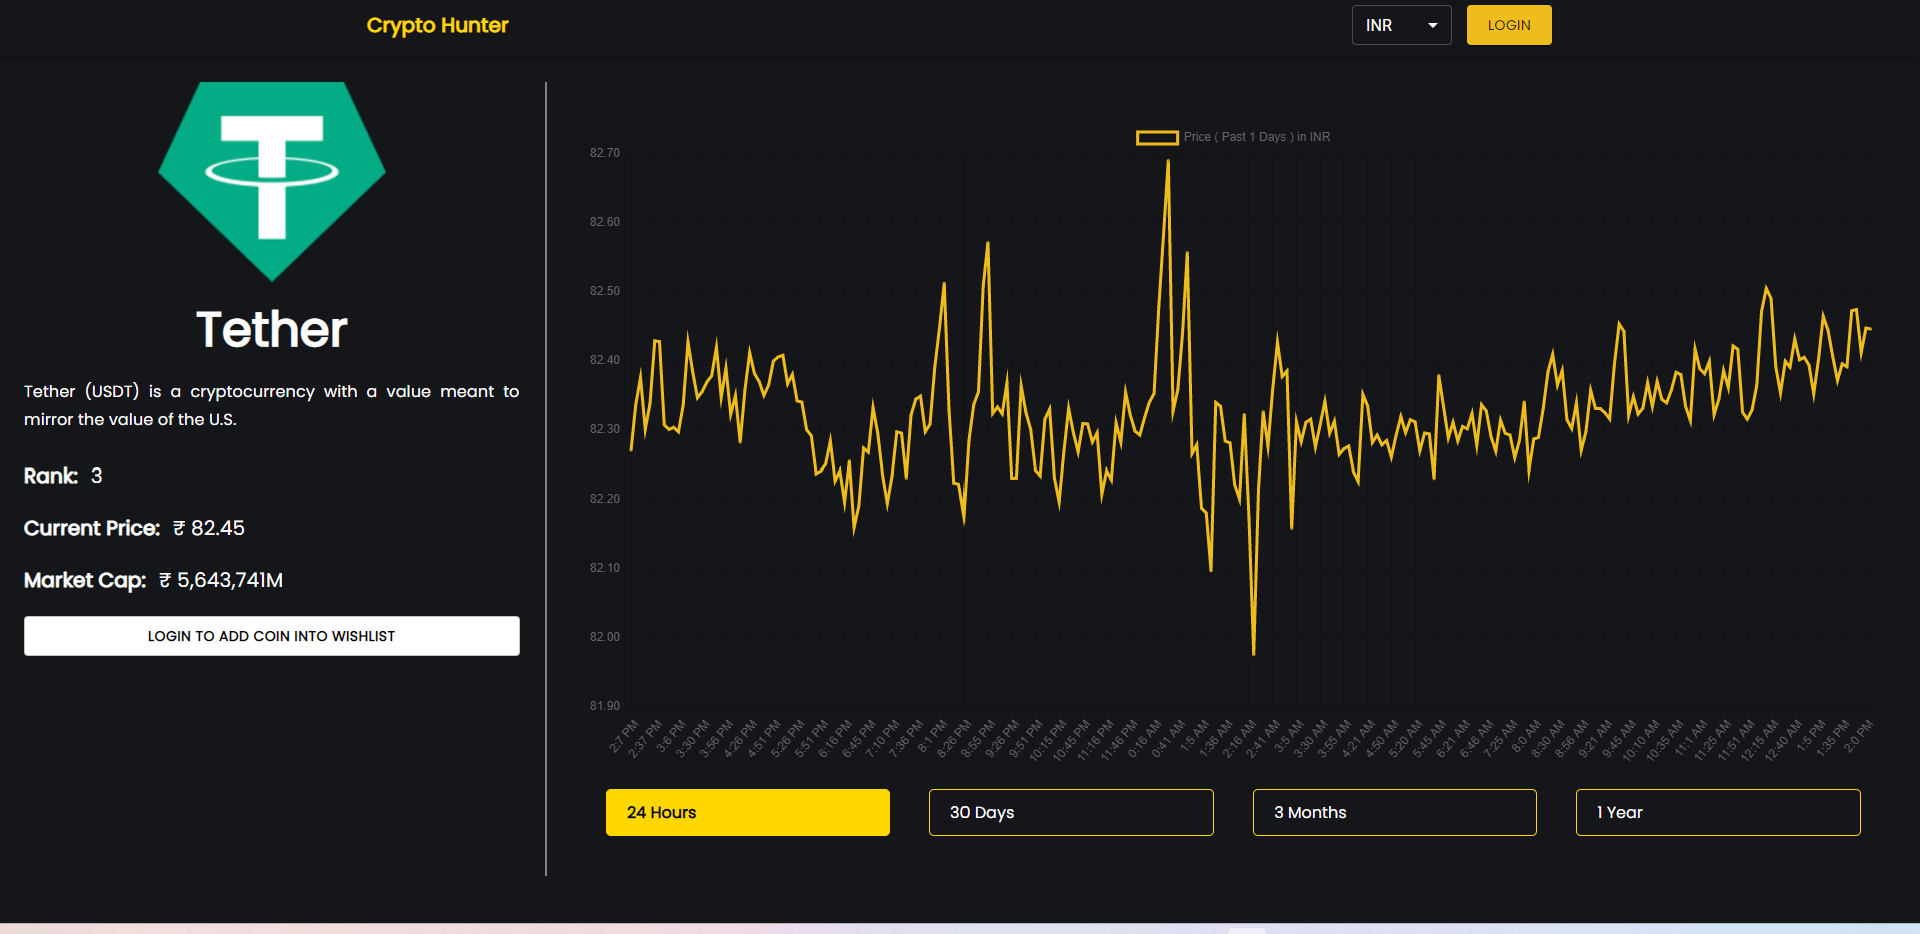 Crypto Hunter
INR
LOGIN
Tether
Tether (USDT) is a cryptocurrency with a value meant to
mirror the value of the U.S.
Rank: 3
Current Price: ₹ 82.45
Market Cap: ₹ 5,643,741M
LOGIN TO ADD COIN INTO WISHLIST
Price ( Past 1 Days ) in INR
82.70
82.60
82.50
82.40
82.30
82.20
82.10
82.00
81.90
2:7 PM
2:37 PM
3:6 PM
3:30 PM
3:56 PM
4:26 PM
4:51 PM
5:26 PM
5:51 PM
6:16 PM
6:45 PM
7:10 PM
7:36 PM
8:1 PM
8:26 PM
8:55 PM
9:26 PM
9:51 PM
10:15 PM
10:45 PM
11:16 PM
11:46 PM
0:16 AM
0:41 AM
1:5 AM
1:36 AM
2:16 AM
2:41 AM
3:5 AM
3:30 AM
3:55 AM
4:21 AM
4:50 AM
5:20 AM
5:45 AM
6:21 AM
6:46 AM
7:25 AM
8:0 AM
8:30 AM
8:56 AM
9:21 AM
9:45 AM
10:10 AM
10:35 AM
11:1 AM
11:25 AM
11:51 AM
12:15 AM
12:40 AM
1:5 PM
1:35 PM
2:0 PM
24 Hours
30 Days
3 Months
1 Year